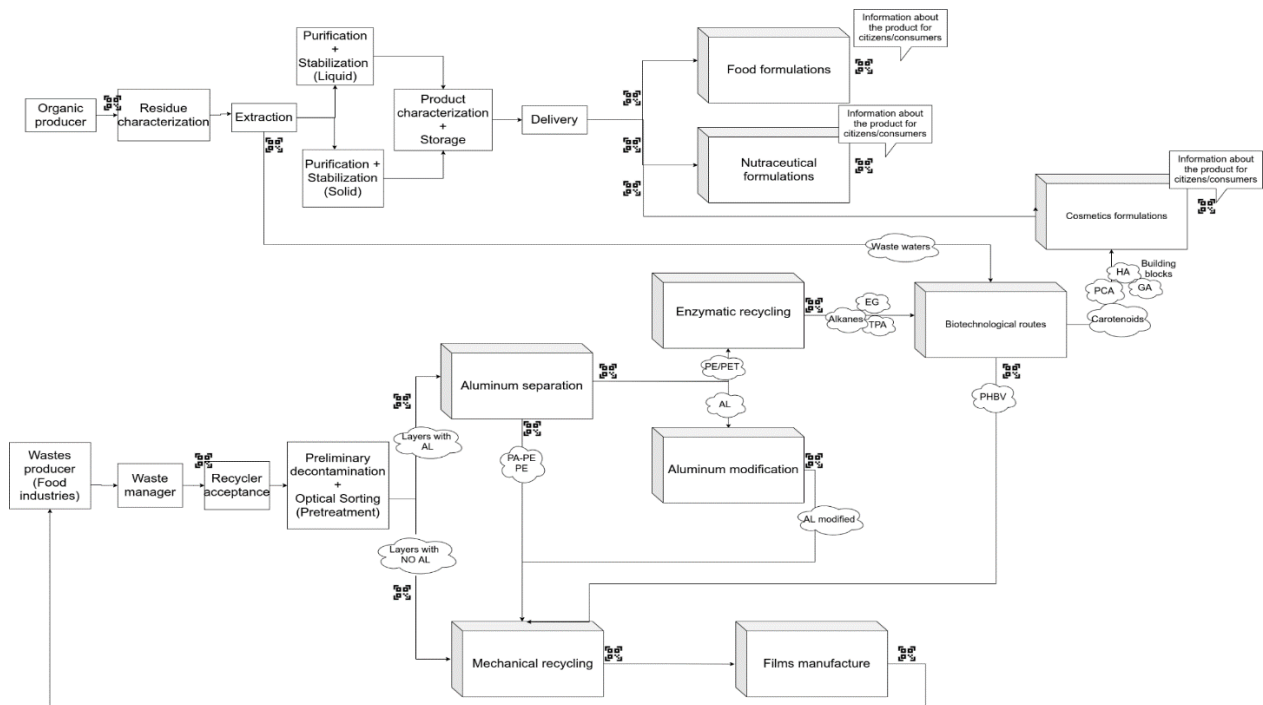 Information about
the product for
citizens/consumers
Purification
+
Stabilization
(Liquid)
Food formulations
Organic
producer
Residue
characterization
Extraction
Product
characterization
+
Storage
Delivery
Information about
the product for
citizens/consumers
Purification +
Stabilization
(Solid)
Nutraceutical
formulations
Information about
the product for
citizens/consumers
Cosmetics formulations
Waste waters
HA
Building
blocks
PCA
GA
Enzymatic recycling
EG
Alkanes
TPA
Biotechnological routes
Carotenoids
PE/PET
Aluminum separation
AL
PHBV
Layers with
AL
Wastes
producer
(Food
industries)
Waste
manager
Recycler
acceptance
Preliminary
decontamination
+
Optical Sorting
(Pretreatment)
PA-PE
PE
Aluminum modification
AL modified
Layers with
NO AL
Mechanical recycling
Films manufacture